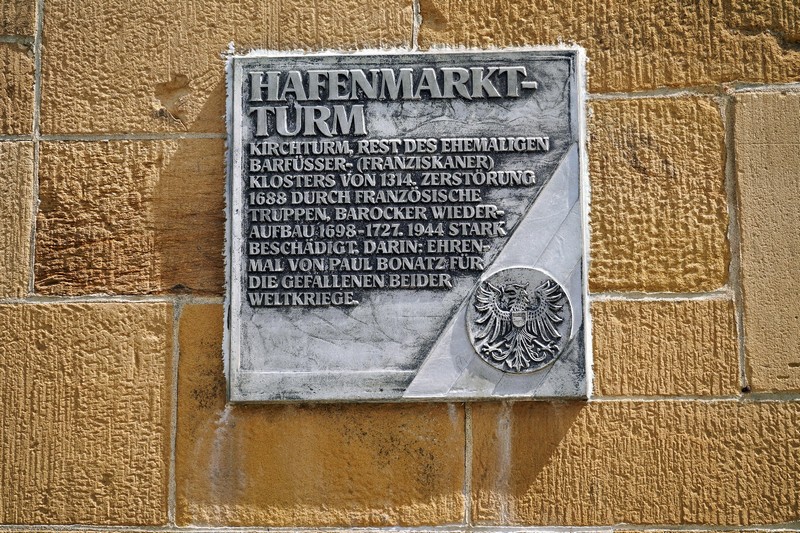 HAFENMARKT-
TURM
KIRCHTURM, REST DES EHEMALIGEN
BARFÜSSER- (FRANZISKANER)
KLOSTERS VON 1314. ZERSTÖRUNG
1688 DURCH FRANZÖSISCHE
TRUPPEN, BAROCKER WIEDER-
AUFBAU 1698-1727. 1944 STARK
BESCHÄDIGT. DARIN: EHREN-
MAL VON PAUL BONATZ FÜR
DIE GEFALLENEN BEIDER
WELTKRIEGE.